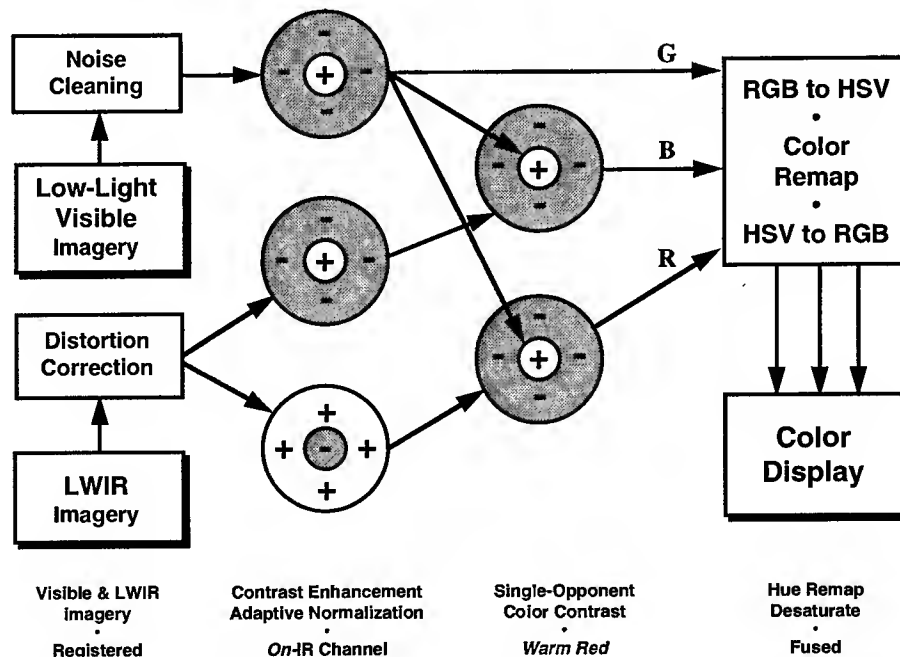 Noise
Cleaning
Low-Light
Visible
Imagery
Distortion
Correction
LWIR
Imagery
- - + - -
- - + - -
+ + - + +
- - + - -
- - + - -
G
B
R
RGB to HSV
•
Color
Remap
•
HSV to RGB
Color
Display
Visible & LWIR
imagery
•
Registered
Contrast Enhancement
Adaptive Normalization
•
On-IR Channel
Single-Opponent
Color Contrast
•
Warm Red
Hue Remap
Desaturate
•
Fused